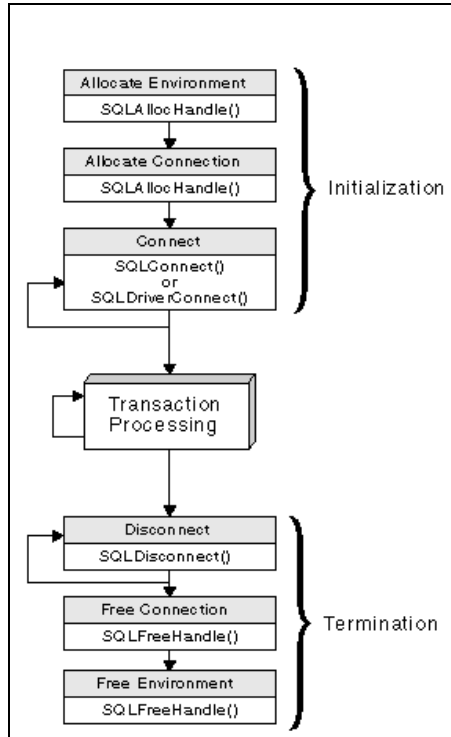 Allocate Environment
SQLAllocHandle()
Allocate Connection
SQLAllocHandle()
Initialization
Connect
SQLConnect()
or
SQLDriverConnect()
Transaction
Processing
Disconnect
SQLDisconnect()
Free Connection
SQLFreeHandle()
Termination
Free Environment
SQLFreeHandle()